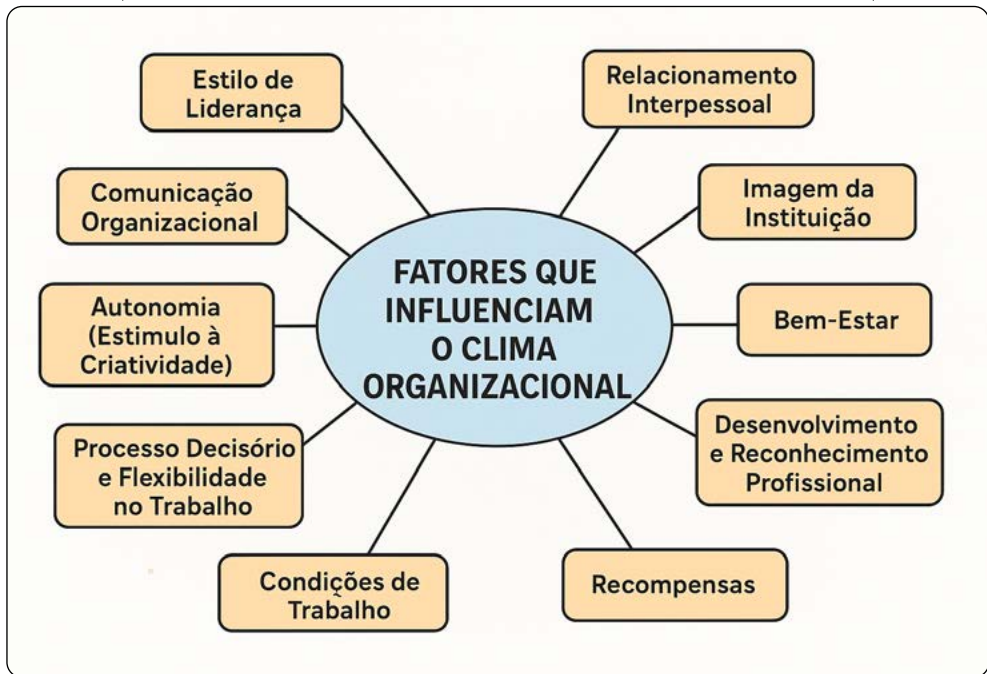 Estilo de
Liderança
Relacionamento
Interpessoal
Comunicação
Organizacional
Imagem da
Instituição
FATORES QUE
INFLUENCIAM
O CLIMA
ORGANIZACIONAL
Autonomia
(Estimulo à
Criatividade)
Bem-Estar
Processo Decisório
e Flexibilidade
no Trabalho
Desenvolvimento
e Reconhecimento
Profissional
Condições de
Trabalho
Recompensas